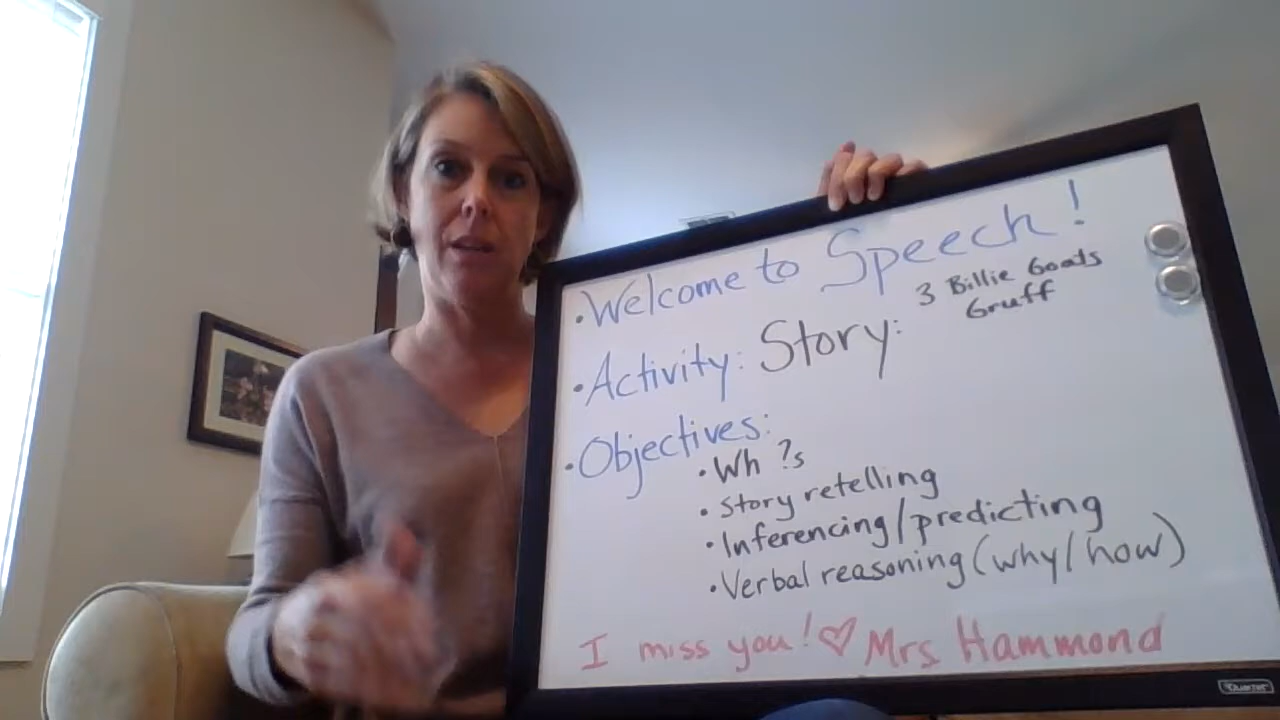 • Welcome to Speech!
• Activity: Story: 3 Billie Goats
Gruff
• Objectives:
• Wh ?s
• Story retelling
• Inferencing/predicting
• Verbal reasoning (why/how)
I miss you! ♡ Mrs Hammond
Quartet